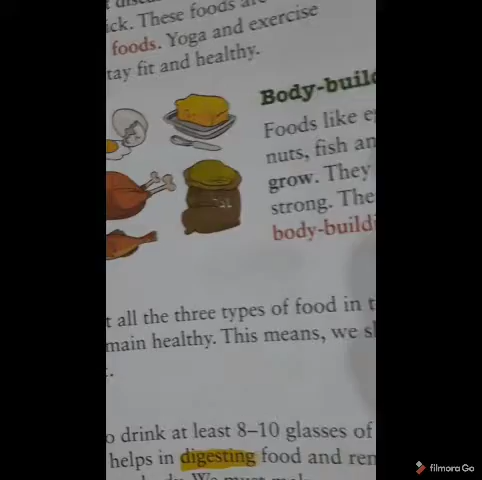 ick. These foods
foods. Yoga and exercise
tay fit and healthy.
Body-build
Foods like e
nuts, fish an
grow. They
strong. The
body-buildi
t all the three types of food in t
main healthy. This means, we s
o drink at least 8–10 glasses of
helps in digesting food and ren
filmora Go